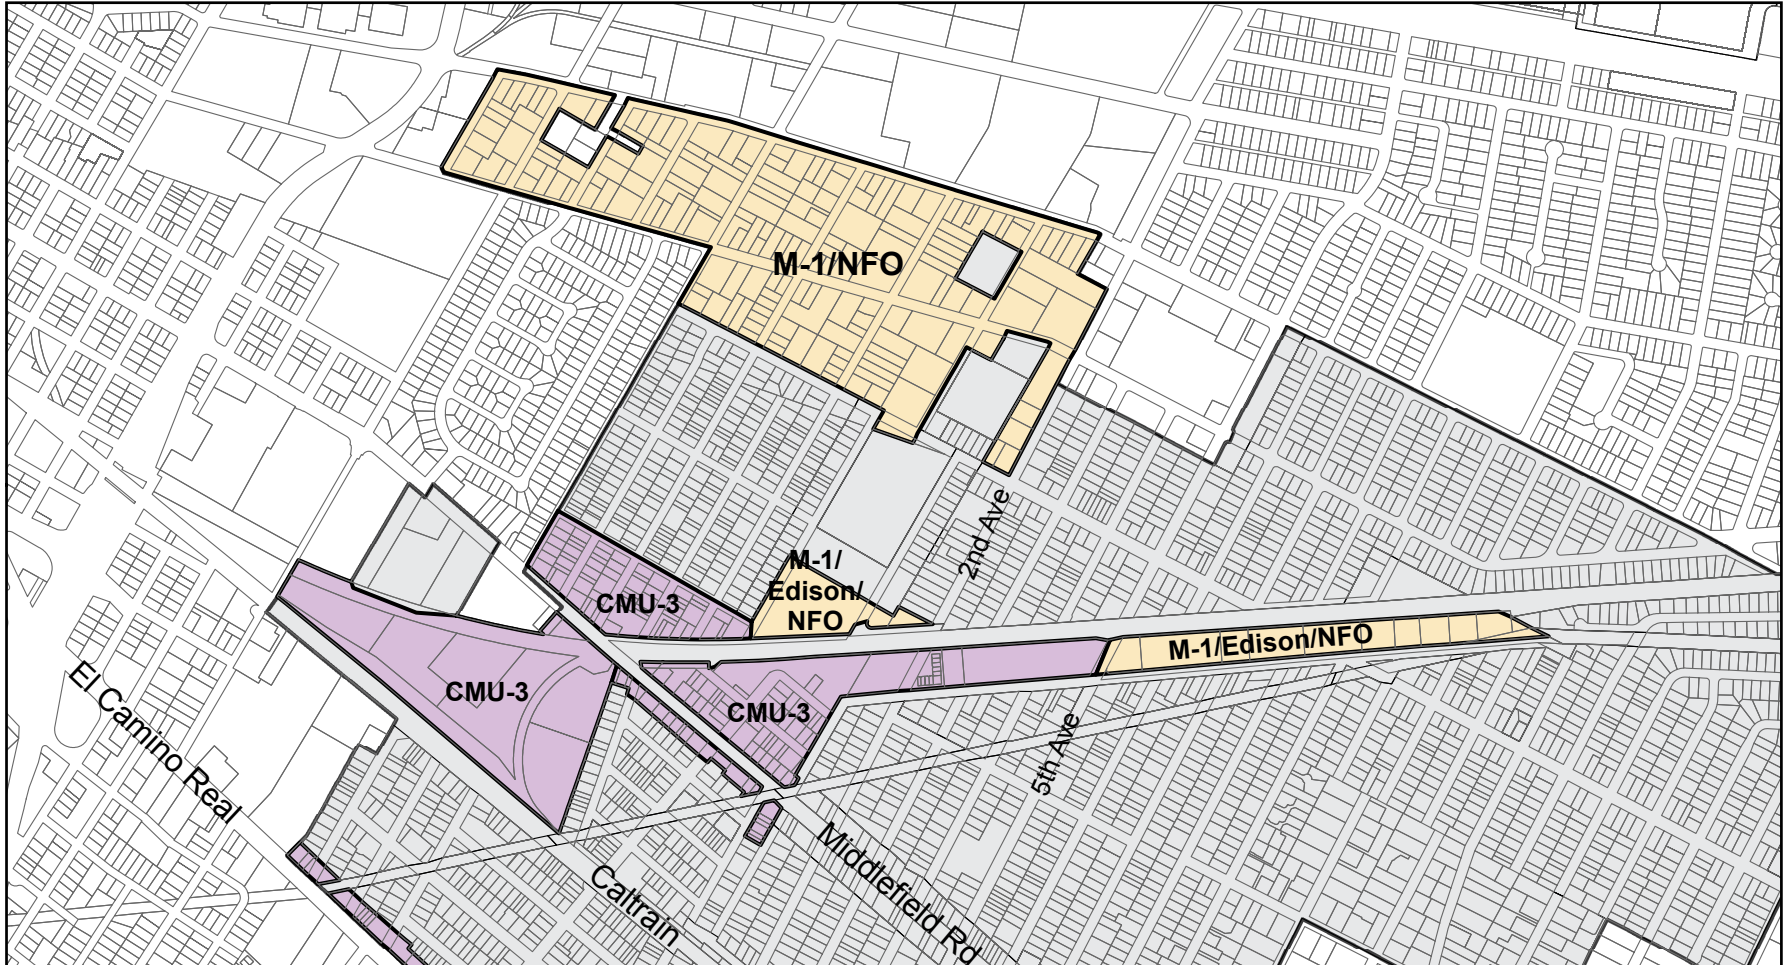 M-1/NFO
2nd Ave
M-1/
Edison/
NFO
CMU-3
M-1/Edison/NFO
CMU-3
CMU-3
El Camino Real
5th Ave
Middlefield Rd
Caltrain